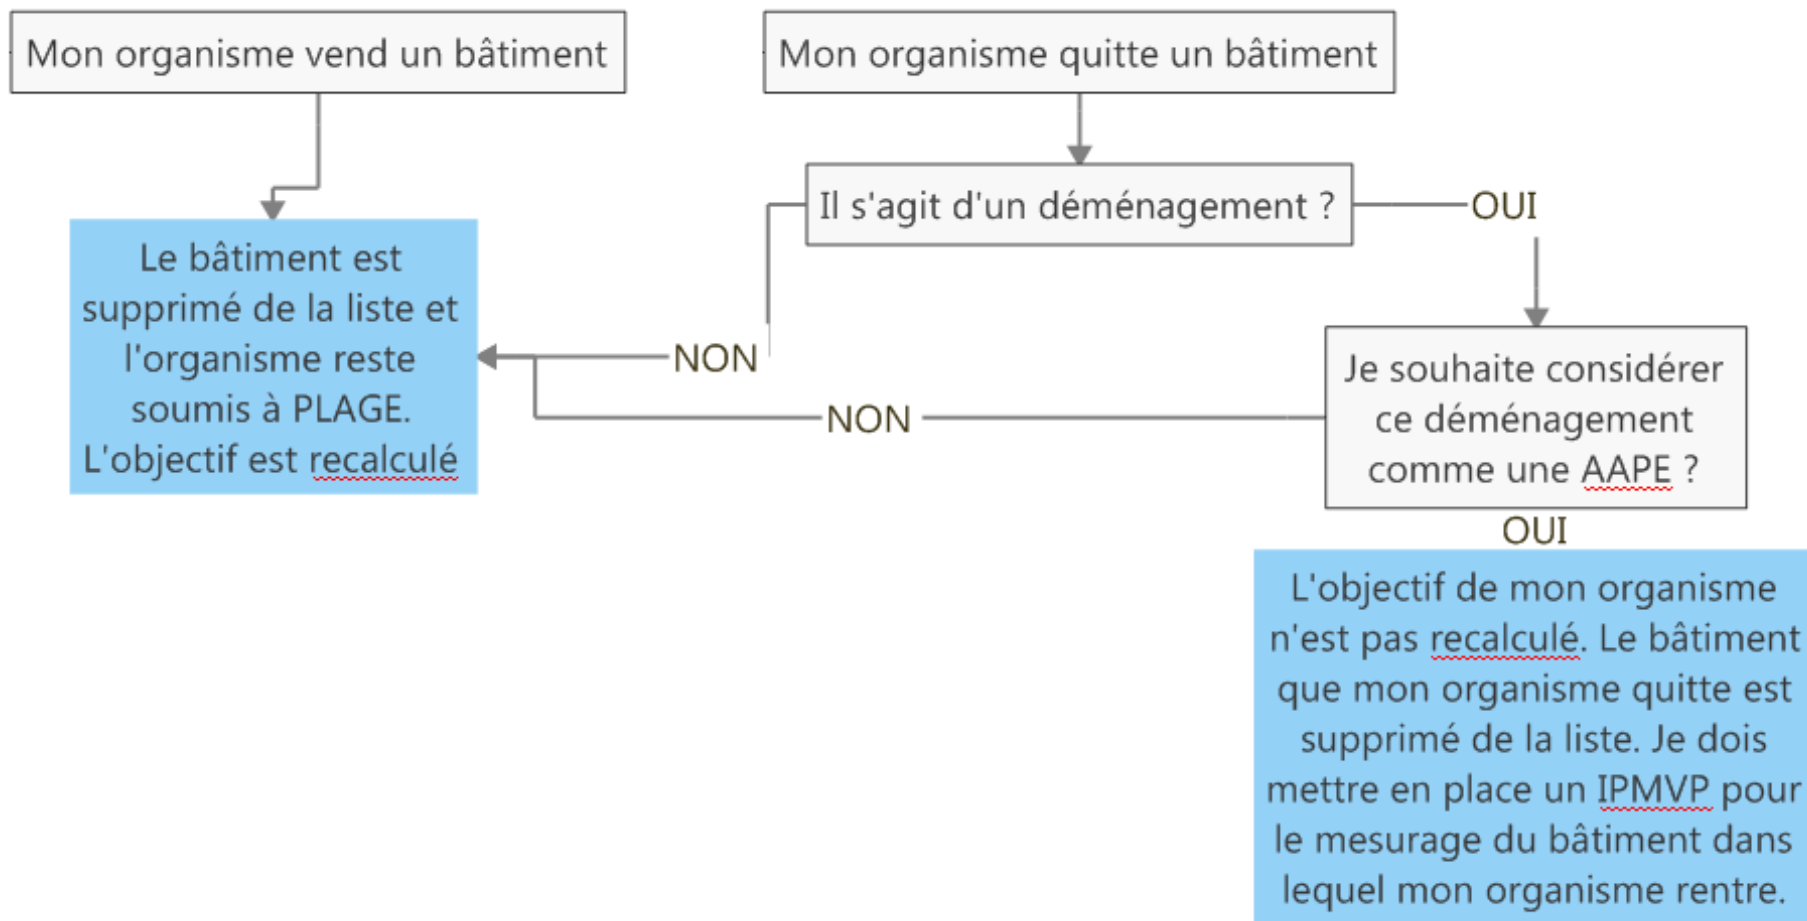 Mon organisme vend un bâtiment
Mon organisme quitte un bâtiment
Il s'agit d'un déménagement ?
OUI
Le bâtiment est
supprimé de la liste et
l'organisme reste
soumis à PLAGE.
L'objectif est recalculé
NON
NON
Je souhaite considérer
ce déménagement
comme une AAPE ?
OUI
L'objectif de mon organisme
n'est pas recalculé. Le bâtiment
que mon organisme quitte est
supprimé de la liste. Je dois
mettre en place un IPMVP pour
le mesurage du bâtiment dans
lequel mon organisme rentre.